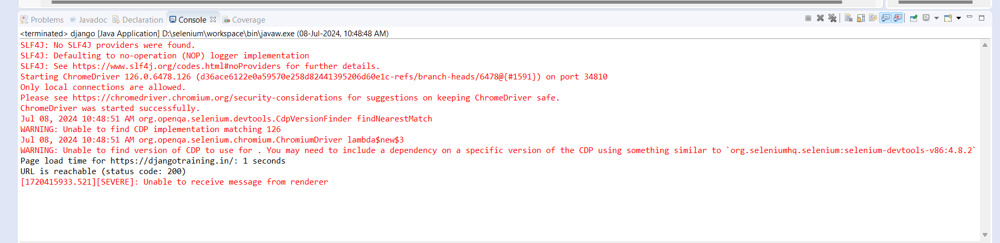 Problems @ Javadoc Declaration Console Coverage
<terminated> django [Java Application] D:\selenium\workspace\bin\javaw.exe (08-Jul-2024, 10:48:48 AM)
SLF4J: No SLF4J providers were found.
SLF4J: Defaulting to no-operation (NOP) logger implementation
SLF4J: See https://www.slf4j.org/codes.html#noProviders for further details.
Starting ChromeDriver 126.0.6478.126 (d36ace6122e0a59570e258d82441395206d60e1c-refs/branch-heads/6478@{#1591}) on port 34810
Only local connections are allowed.
Please see https://chromedriver.chromium.org/security-considerations for suggestions on keeping ChromeDriver safe.
ChromeDriver was started successfully.
Jul 08, 2024 10:48:51 AM org.openqa.selenium.devtools.CdpVersionFinder findNearestMatch
WARNING: Unable to find CDP implementation matching 126
Jul 08, 2024 10:48:51 AM org.openqa.selenium.chromium.ChromiumDriver lambda$new$3
WARNING: Unable to find version of CDP to use for . You may need to include a dependency on a specific version of the CDP using something similar to `org.seleniumhq.selenium:selenium-devtools-v86:4.8.2`
Page load time for https://djangotraining.in/: 1 seconds
URL is reachable (status code: 200)
[1720415933.521][SEVERE]: Unable to receive message from renderer